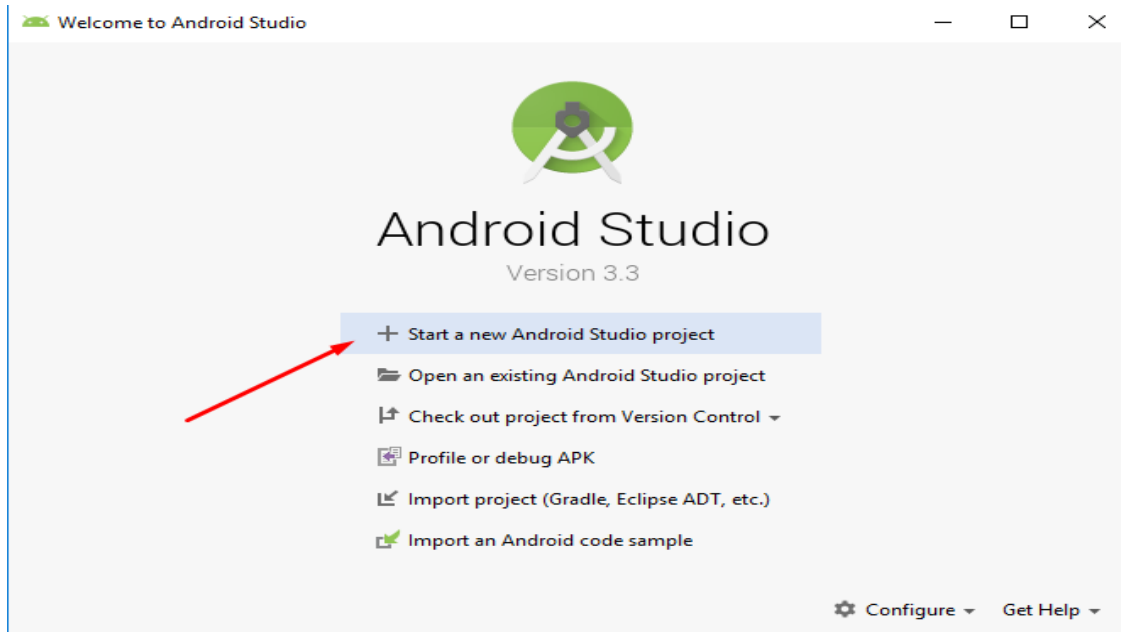 Welcome to Android Studio
Android Studio
Version 3.3
Start a new Android Studio project
Open an existing Android Studio project
Check out project from Version Control
Profile or debug APK
Import project (Gradle, Eclipse ADT, etc.)
Import an Android code sample
Configure Get Help